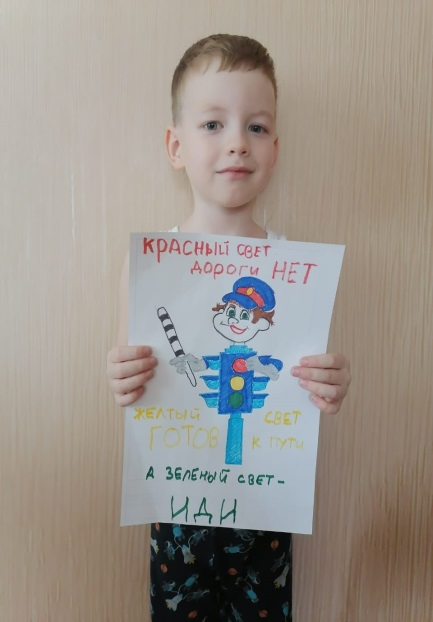 КРАСНЫЙ СВЕТ
ДОРОГИ НЕТ
ЖЕЛТЫЙ СВЕТ
ГОТОВ К ПУТИ
А ЗЕЛЕНЫЙ СВЕТ-
ИДИ